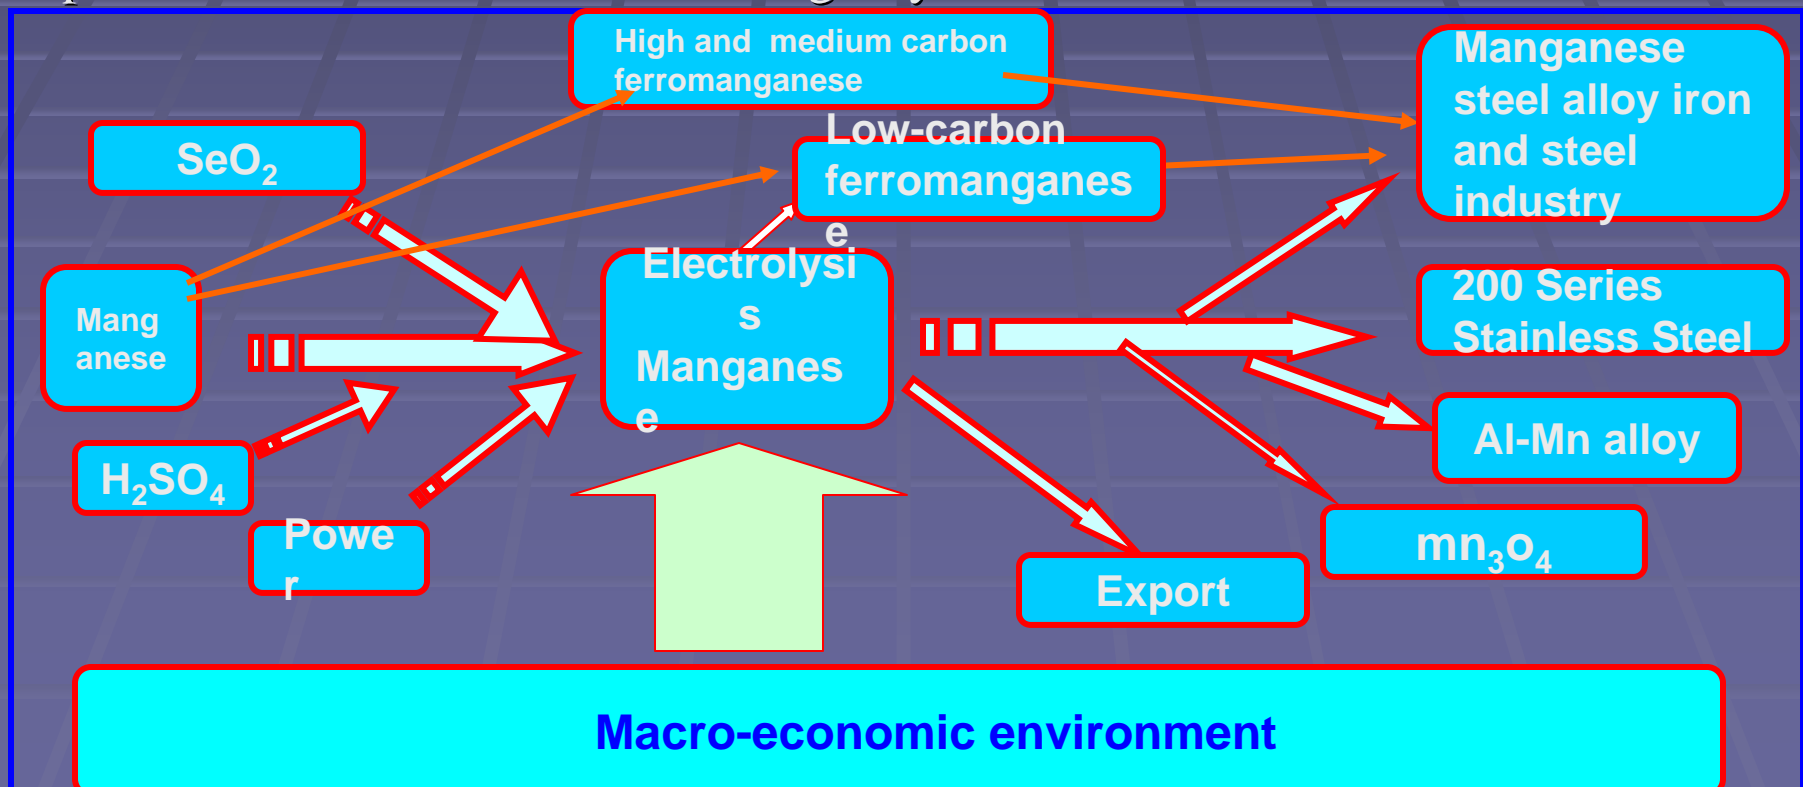 High and medium carbon
ferromanganese
Manganese
steel alloy iron
and steel
industry
Low-carbon
ferromanganes
e
SeO₂
Electrolysi
s
Manganes
e
Mang
anese
200 Series
Stainless Steel
Al-Mn alloy
H₂SO₄
Powe
r
mn₃o₄
Export
Macro-economic environment